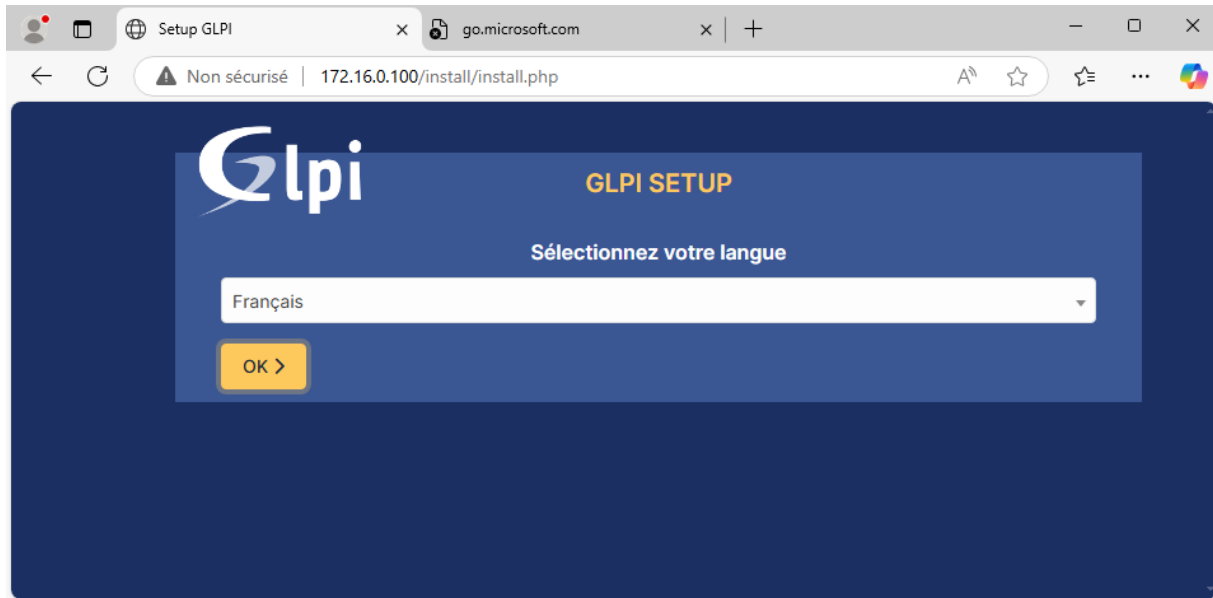 Setup GLPI
go.microsoft.com
Non sécurisé | 172.16.0.100/install/install.php
Glpi
GLPI SETUP
Sélectionnez votre langue
Français
OK